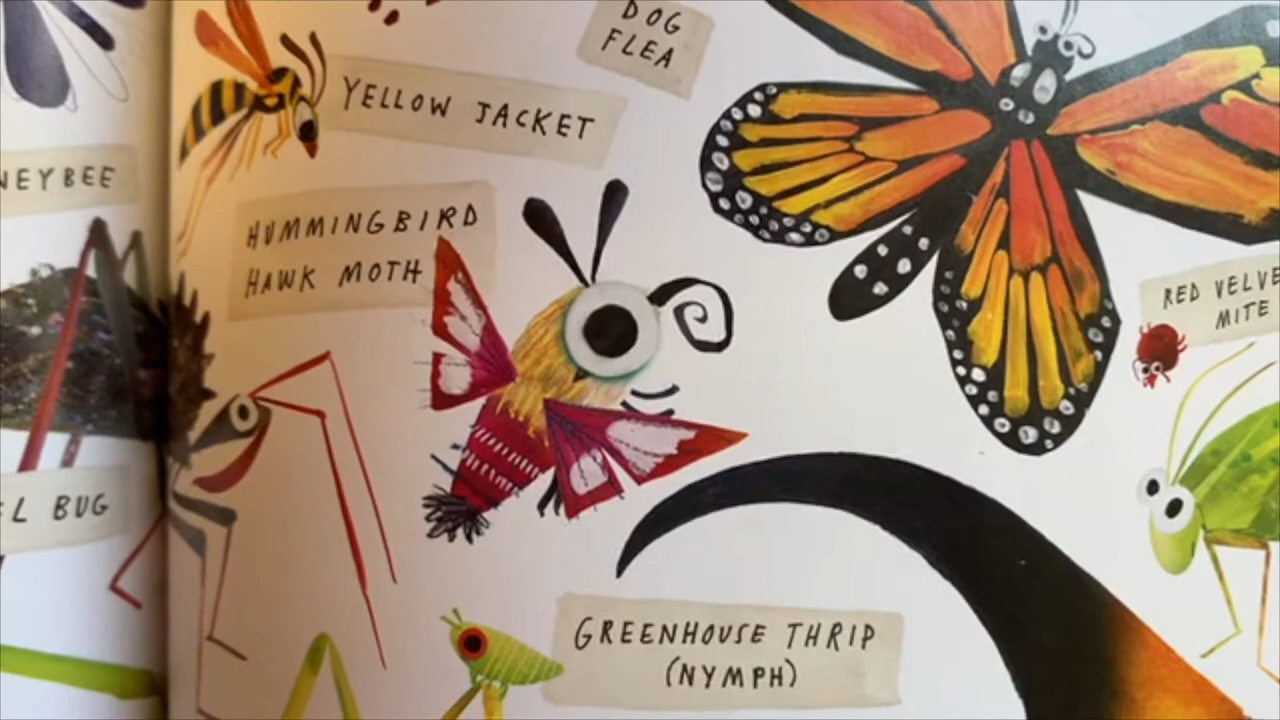 DOG
FLEA
YELLOW JACKET
NEYBEE
HUMMINGBIRD
HAWK MOTH
RED VELVE
MITE
L BUG
GREENHOUSE THRIP
(NYMPH)